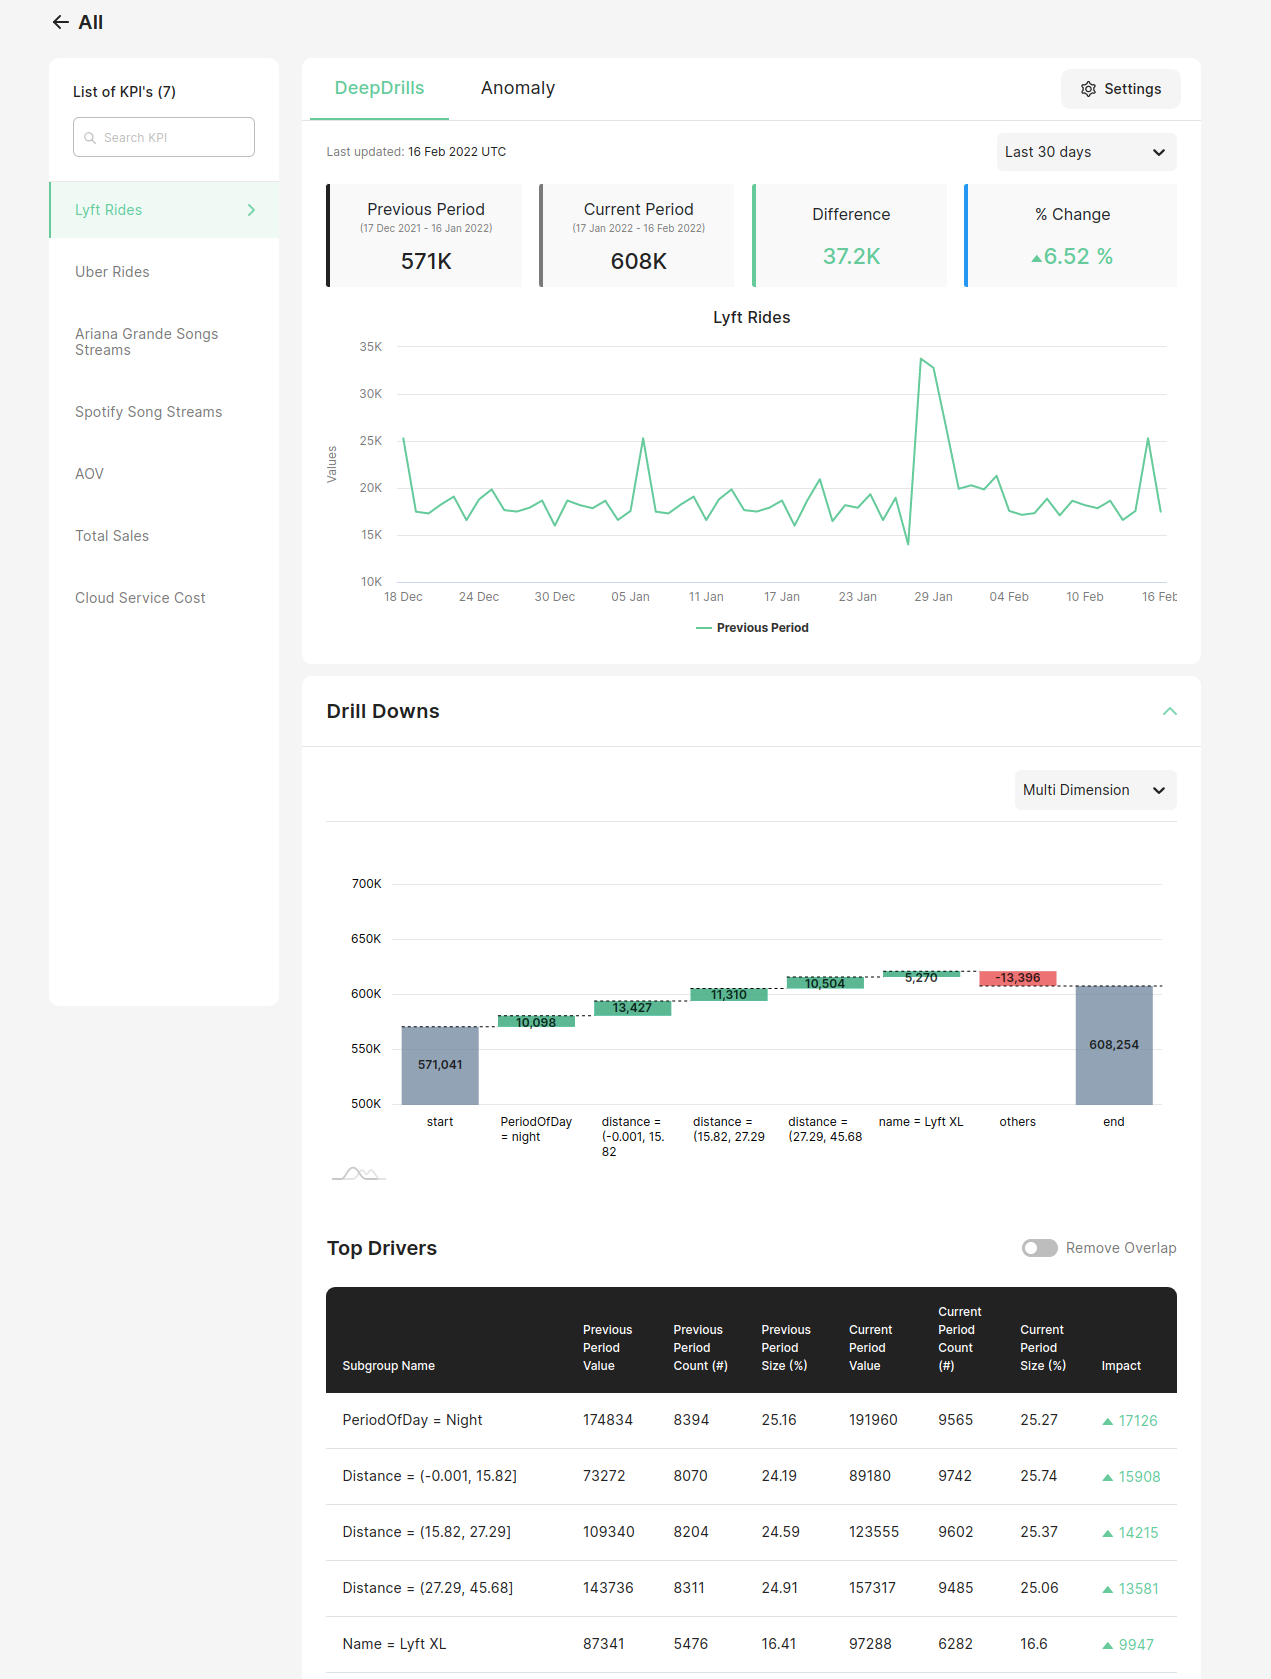 All
List of KPI's (7)
Search KPI
Lyft Rides
Uber Rides
Ariana Grande Songs
Streams
Spotify Song Streams
AOV
Total Sales
Cloud Service Cost
DeepDrills
Anomaly
Settings
Last updated: 16 Feb 2022 UTC
Last 30 days
Previous Period
(17 Dec 2021 - 16 Jan 2022)
571K
Current Period
(17 Jan 2022 - 16 Feb 2022)
608K
Difference
37.2K
% Change
6.52 %
Lyft Rides
Values
35K
30K
25K
20K
15K
10K
18 Dec 24 Dec 30 Dec 05 Jan 11 Jan 17 Jan 23 Jan 29 Jan 04 Feb 10 Feb 16 Feb
Previous Period
Drill Downs
Multi Dimension
700K
650K
600K
550K
500K
571,041
10,098
13,427
11,310
10,504
5,270
-13,396
608,254
start
PeriodOfDay
= night
distance =
(-0.001, 15.
82
distance =
(15.82, 27.29
distance =
(27.29, 45.68
name = Lyft XL
others
end
Top Drivers
Remove Overlap
Subgroup Name
Previous
Period
Value
Previous
Period
Count (#)
Previous
Period
Size (%)
Current
Period
Value
Current
Period
Count
(#)
Current
Period
Size (%)
Impact
PeriodOfDay = Night 174834 8394 25.16 191960 9565 25.27 17126
Distance = (-0.001, 15.82] 73272 8070 24.19 89180 9742 25.74 15908
Distance = (15.82, 27.29] 109340 8204 24.59 123555 9602 25.37 14215
Distance = (27.29, 45.68] 143736 8311 24.91 157317 9485 25.06 13581
Name = Lyft XL 87341 5476 16.41 97288 6282 16.6 9947